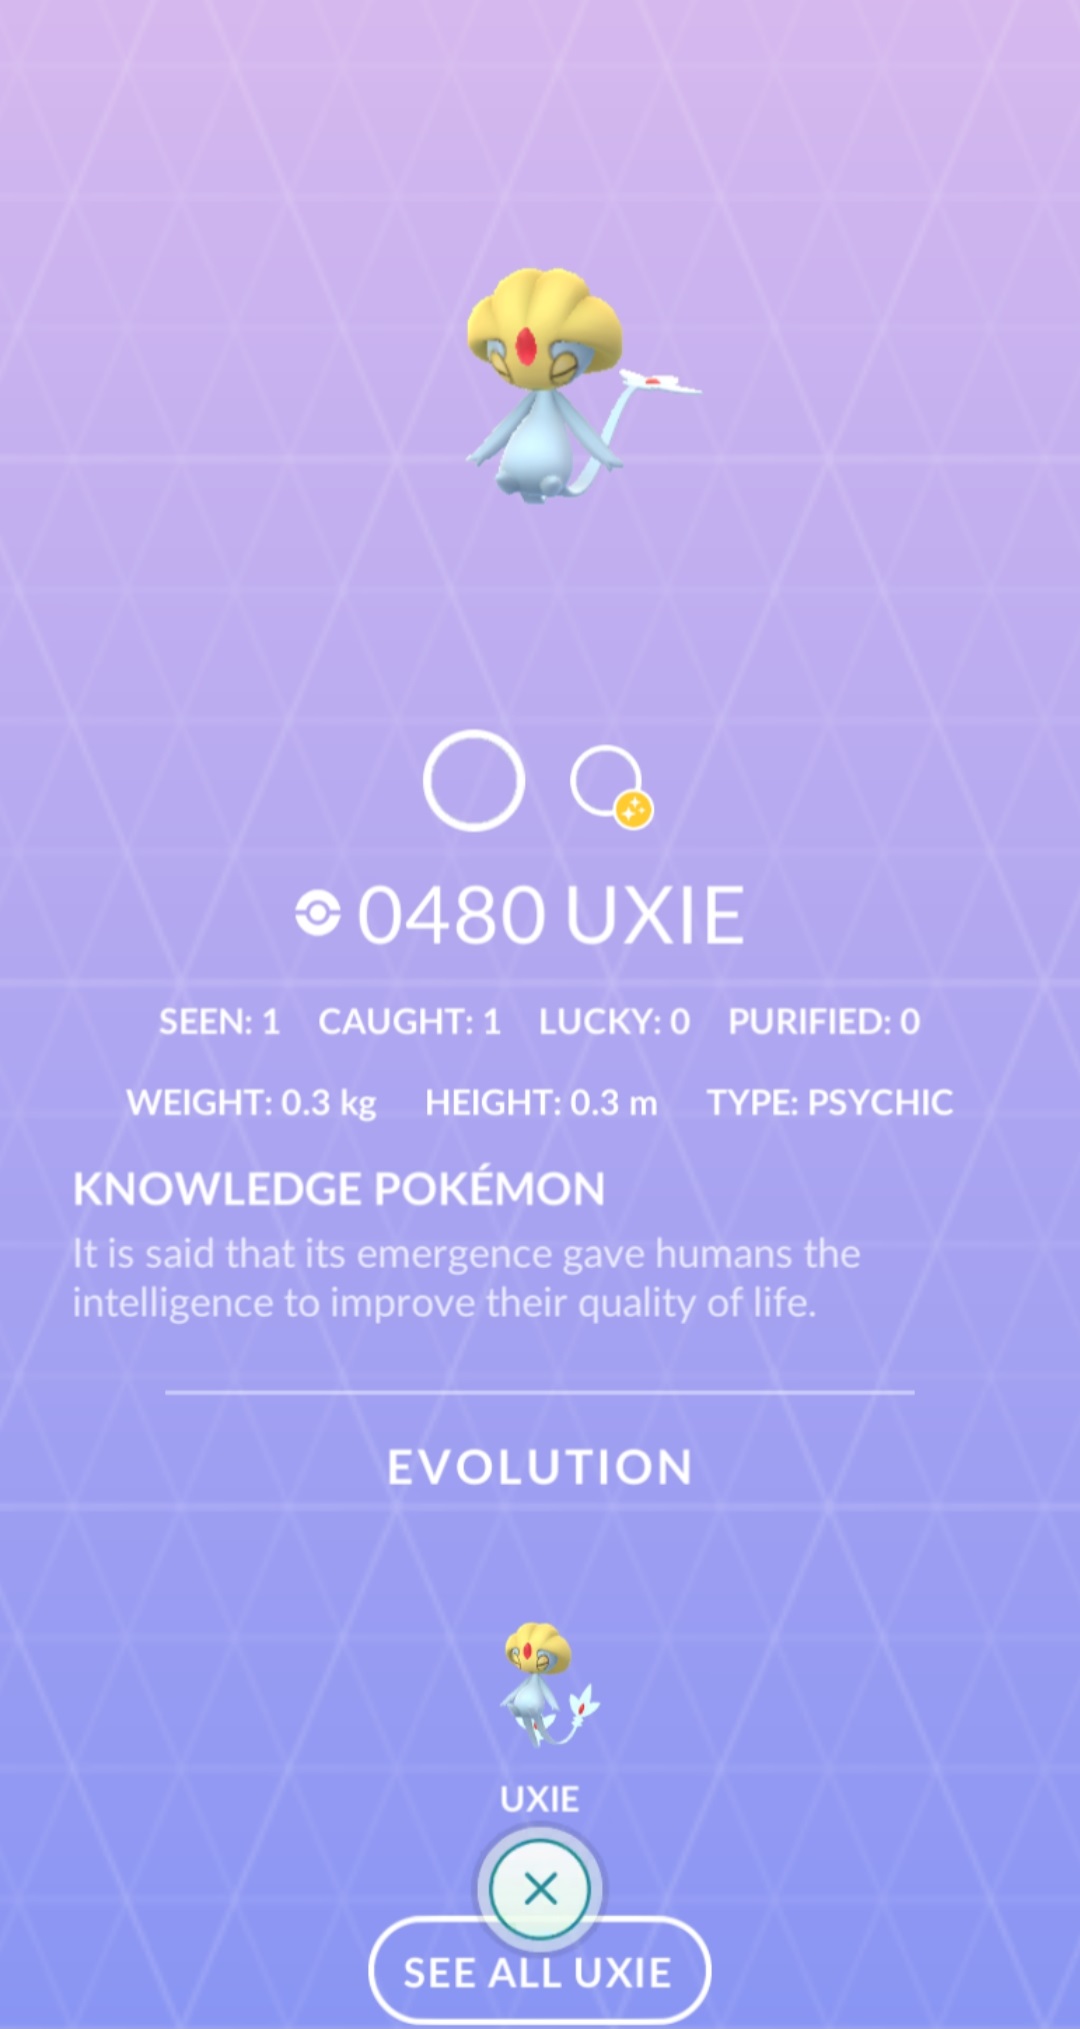 0480 UXIE
SEEN: 1 CAUGHT: 1 LUCKY: 0 PURIFIED: 0
WEIGHT: 0.3 kg HEIGHT: 0.3 m TYPE: PSYCHIC
KNOWLEDGE POKÉMON
It is said that its emergence gave humans the
intelligence to improve their quality of life.
EVOLUTION
UXIE
SEE ALL UXIE